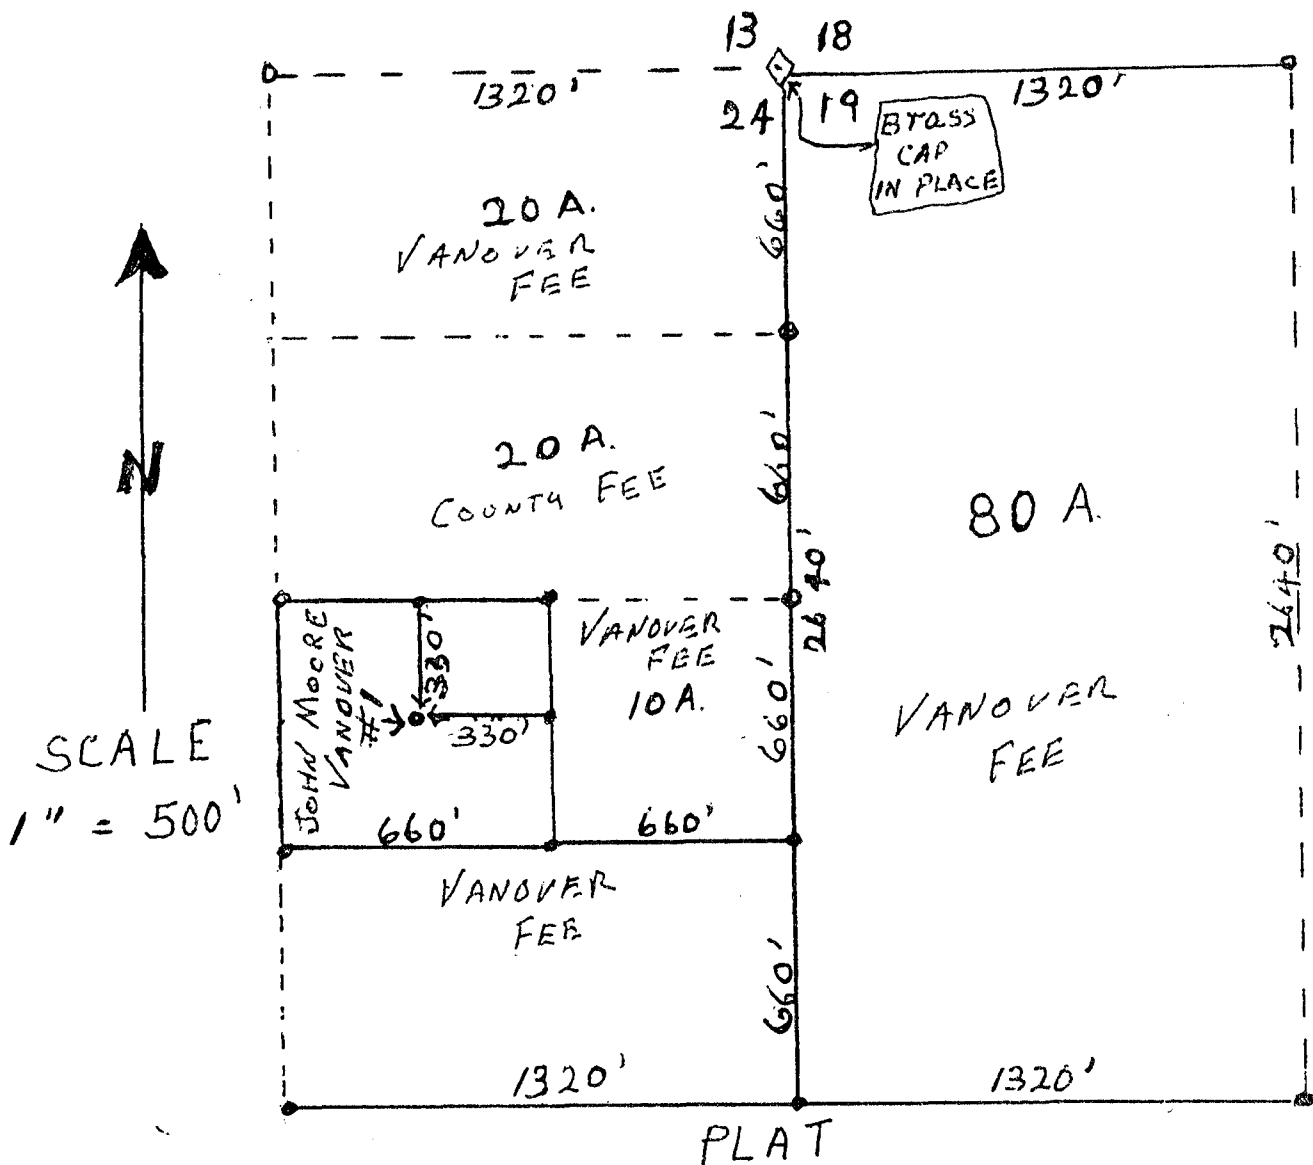 13 18
1320' 1320'
24 19
BRASS
CAP
IN PLACE
660'
20 A.
VANOVER
FEE
N
20 A.
COUNTY FEE
660'
80 A.
2640'
2640'
JOHN MOORE
VANOVER
#1
330'
330'
VANOVER
FEE
10 A.
660'
VANOVER
FEE
SCALE
1" = 500'
660' 660'
VANOVER
FEE
660'
1320' 1320'
PLAT